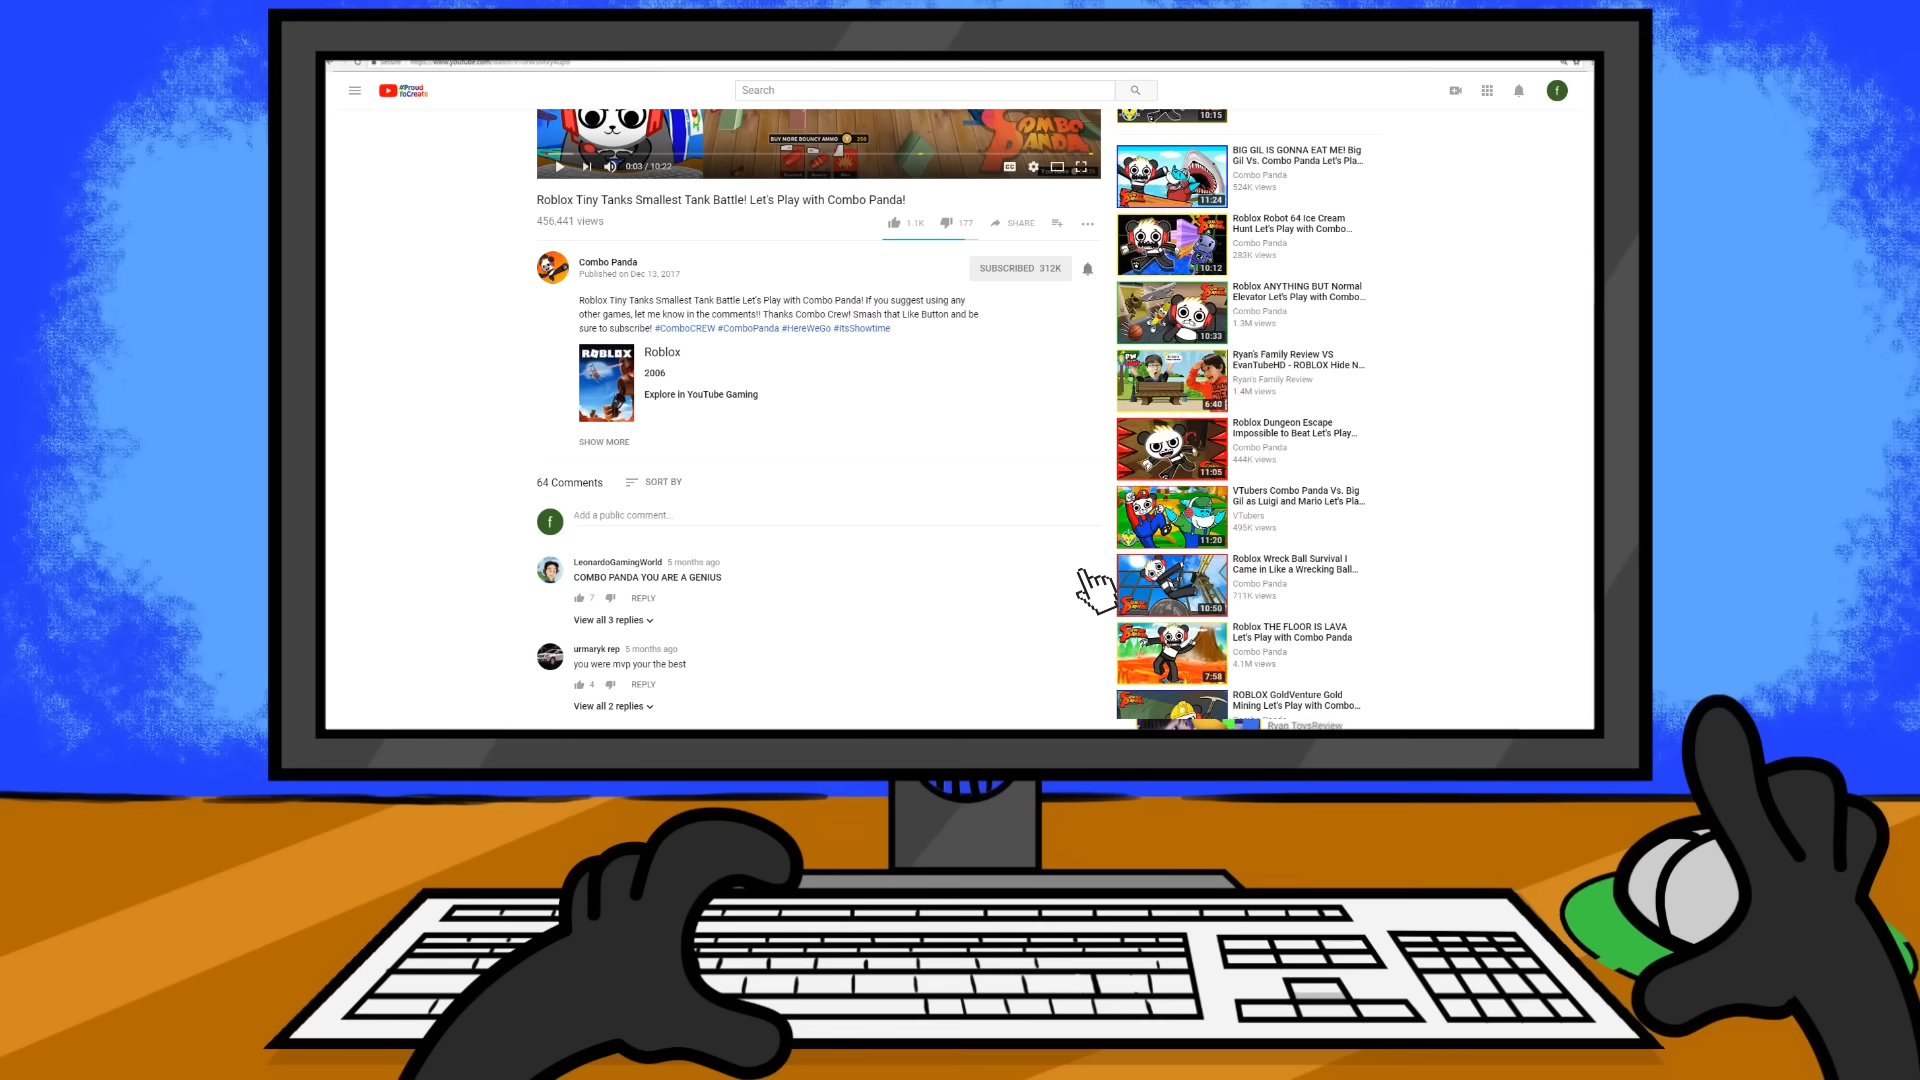 Secure
#Proud
ToCreate
Search
f
BUY MORE BOUNCY AMMO 250
COMBO
PANDA
0:03 / 10:22
CC
Roblox Tiny Tanks Smallest Tank Battle! Let's Play with Combo Panda!
456,441 views
1.1K 177 SHARE
Combo Panda
Published on Dec 13, 2017
SUBSCRIBED 312K
Roblox Tiny Tanks Smallest Tank Battle Let's Play with Combo Panda! If you suggest using any
other games, let me know in the comments!! Thanks Combo Crew! Smash that Like Button and be
sure to subscribe! #ComboCREW #ComboPanda #HereWeGo #ItsShowtime
ROBLOX
Roblox
2006
Explore in YouTube Gaming
SHOW MORE
64 Comments SORT BY
f
Add a public comment...
LeonardoGamingWorld 5 months ago
COMBO PANDA YOU ARE A GENIUS
7 REPLY
View all 3 replies
urmaryk rep 5 months ago
you were mvp your the best
4 REPLY
View all 2 replies
10:15
BIG GIL IS GONNA EAT ME! Big
Gil Vs. Combo Panda Let's Pla...
Combo Panda
524K views
11:24
Roblox Robot 64 Ice Cream
Hunt Let's Play with Combo...
Combo Panda
283K views
10:12
Roblox ANYTHING BUT Normal
Elevator Let's Play with Combo...
Combo Panda
1.3M views
10:33
Ryan's Family Review VS
EvanTubeHD - ROBLOX Hide N...
Ryan's Family Review
1.4M views
6:40
Roblox Dungeon Escape
Impossible to Beat Let's Play...
Combo Panda
444K views
11:05
VTubers Combo Panda Vs. Big
Gil as Luigi and Mario Let's Pla...
VTubers
495K views
11:20
Roblox Wreck Ball Survival I
Came in Like a Wrecking Ball...
Combo Panda
711K views
10:50
Roblox THE FLOOR IS LAVA
Let's Play with Combo Panda
Combo Panda
4.1M views
7:58
ROBLOX GoldVenture Gold
Mining Let's Play with Combo...
Ryan ToysReview